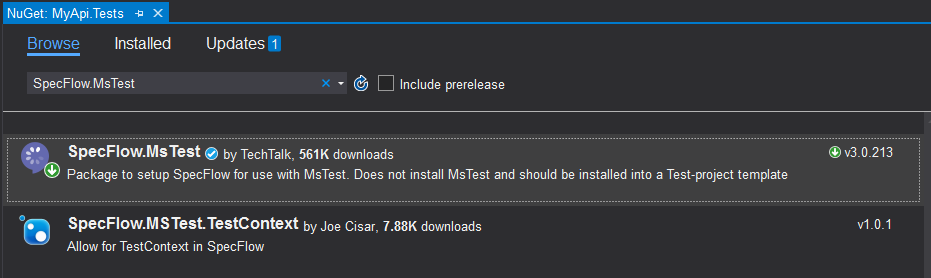 NuGet: MyApi.Tests
Browse Installed Updates 1
SpecFlow.MsTest Include prerelease
SpecFlow.MsTest by TechTalk, 561K downloads v3.0.213
Package to setup SpecFlow for use with MsTest. Does not install MsTest and should be installed into a Test-project template
SpecFlow.MSTest.TestContext by Joe Cisar, 7.88K downloads v1.0.1
Allow for TestContext in SpecFlow